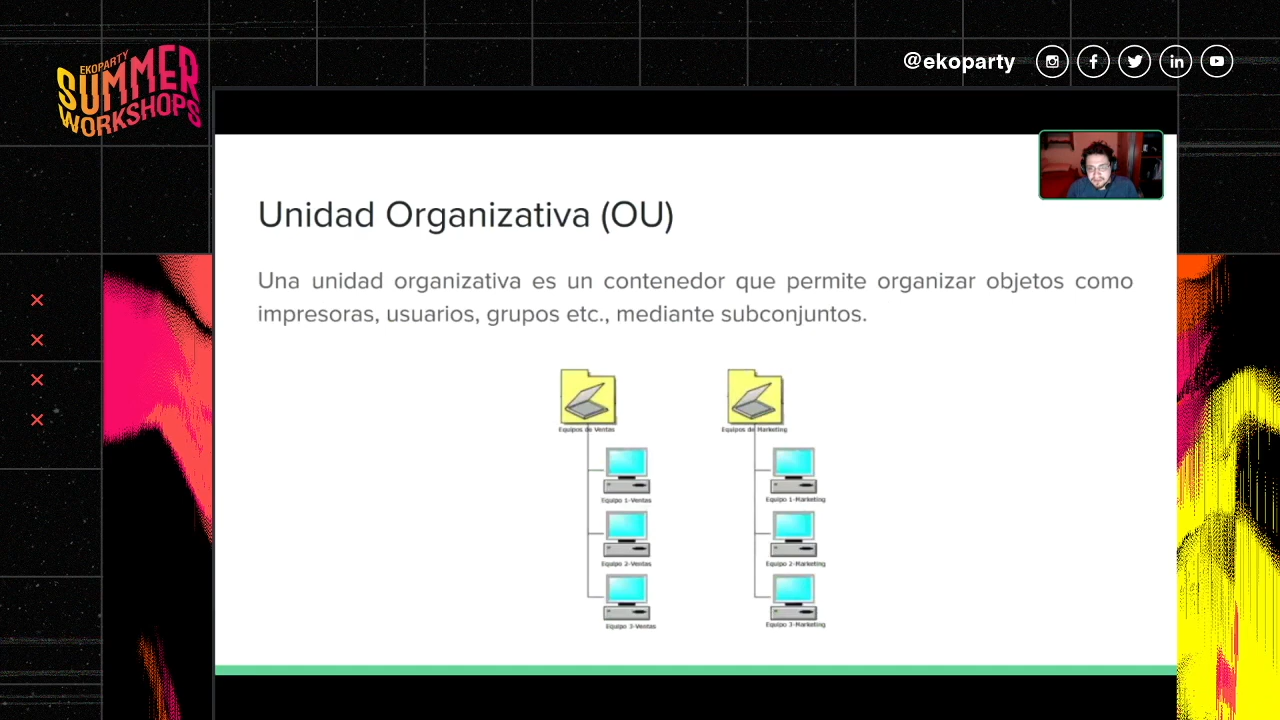 EKOPARTY
SUMMER
WORKSHOPS
@ekoparty
Unidad Organizativa (OU)
Una unidad organizativa es un contenedor que permite organizar objetos como
impresoras, usuarios, grupos etc., mediante subconjuntos.
Equipos de Ventas
Equipos de Marketing
Equipo 1-Ventas
Equipo 1-Marketing
Equipo 2-Ventas
Equipo 2-Marketing
Equipo 3-Ventas
Equipo 3-Marketing